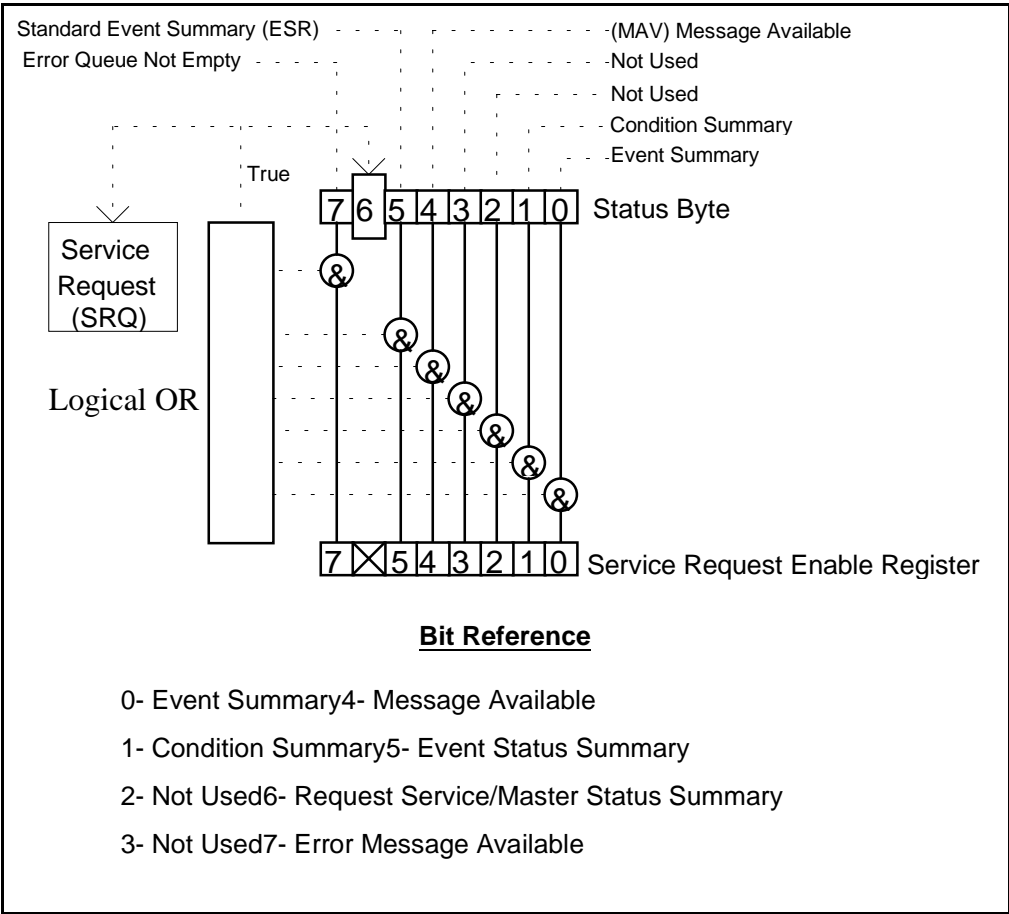 Standard Event Summary (ESR)
(MAV) Message Available
Error Queue Not Empty
Not Used
Not Used
Condition Summary
Event Summary
True
7 6 5 4 3 2 1 0 Status Byte
Service
Request
(SRQ)
&
&
&
&
&
&
&
Logical OR
7 5 4 3 2 1 0 Service Request Enable Register
Bit Reference
0- Event Summary4- Message Available
1- Condition Summary5- Event Status Summary
2- Not Used6- Request Service/Master Status Summary
3- Not Used7- Error Message Available